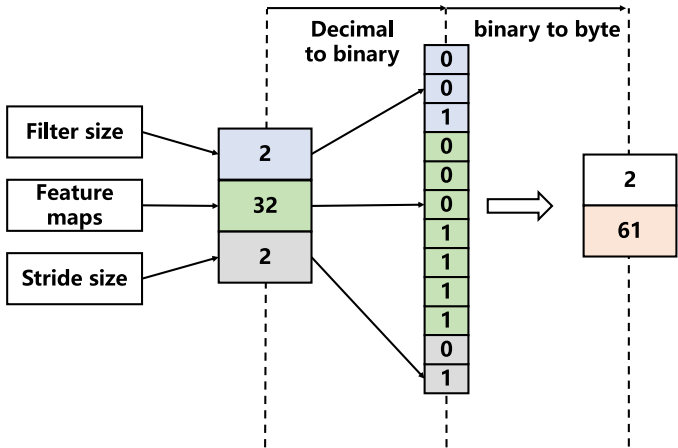 Decimal
to binary
binary to byte
Filter size
Feature
maps
Stride size
2
32
2
0
0
1
0
0
0
1
1
1
1
0
1
2
61